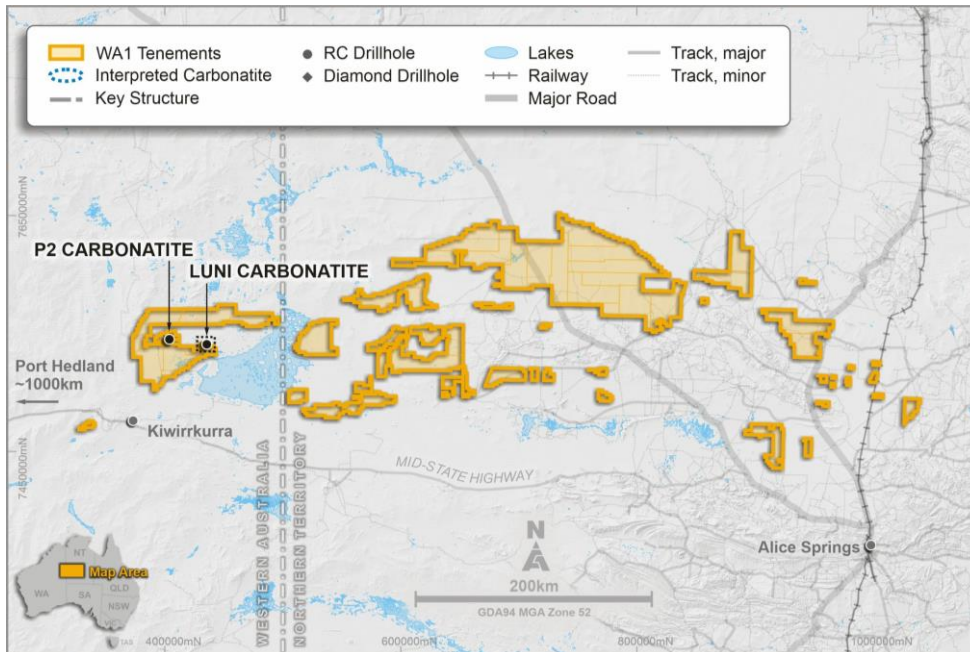 WA1 Tenements
Interpreted Carbonatite
Key Structure
RC Drillhole
Diamond Drillhole
Lakes
Railway
Major Road
Track, major
Track, minor
7650000mN
P2 CARBONATITE
LUNI CARBONATITE
Port Hedland
~1000km
Kiwirrkurra
7450000mN
MID-STATE HIGHWAY
WESTERN AUSTRALIA
NORTHERN TERRITORY
N
200km
GDA94 MGA Zone 52
Alice Springs
NT
Map Area
WA
SA
QLD
NSW
TAS
400000mN
600000mN
800000mN
1000000mN